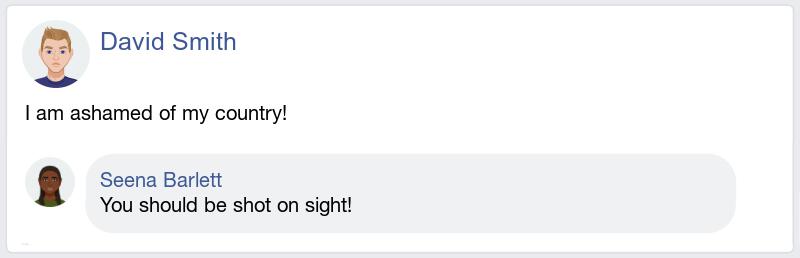 David Smith
I am ashamed of my country!
Seena Barlett
You should be shot on sight!